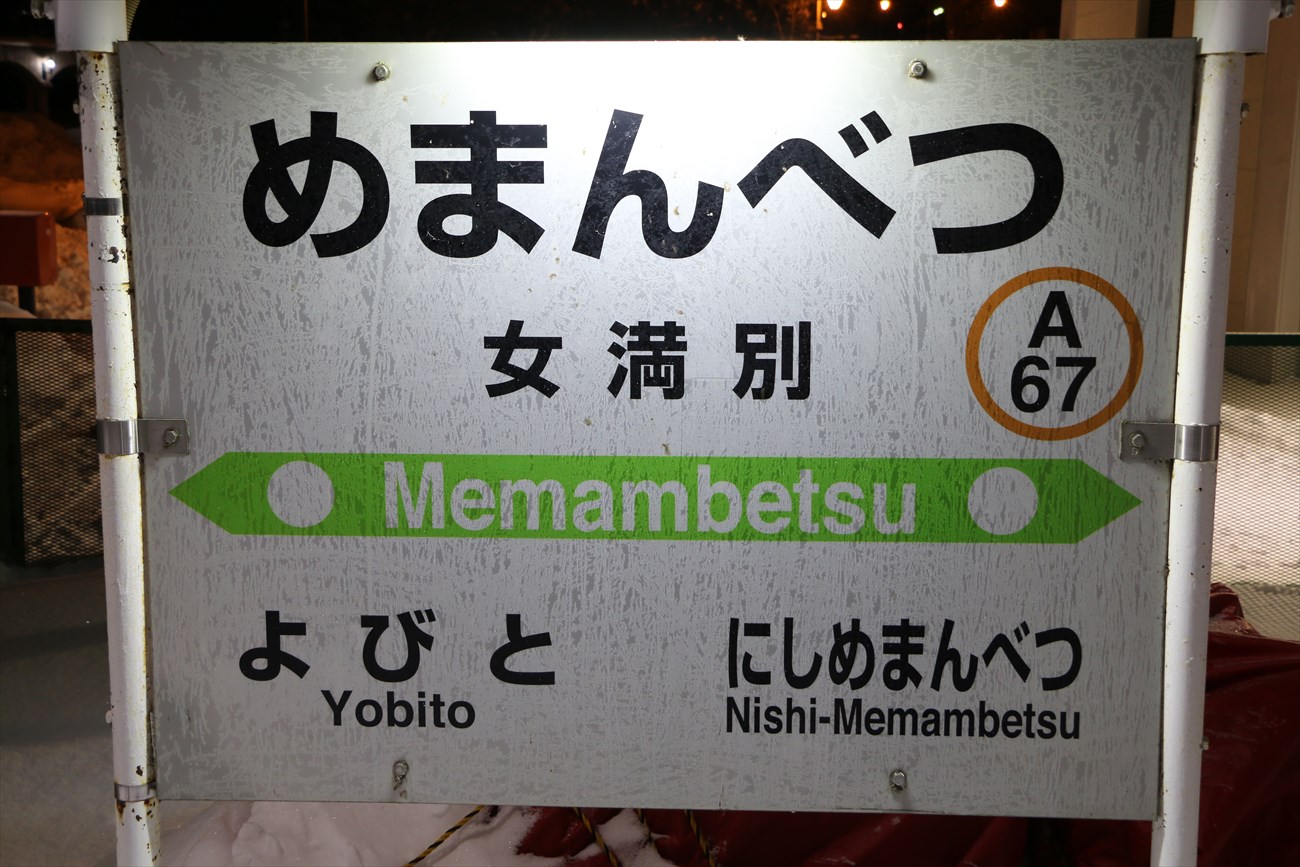 めまんべつ
女満別
A
67
Memambetsu
よびと
Yobito
にしめまんべつ
Nishi-Memambetsu